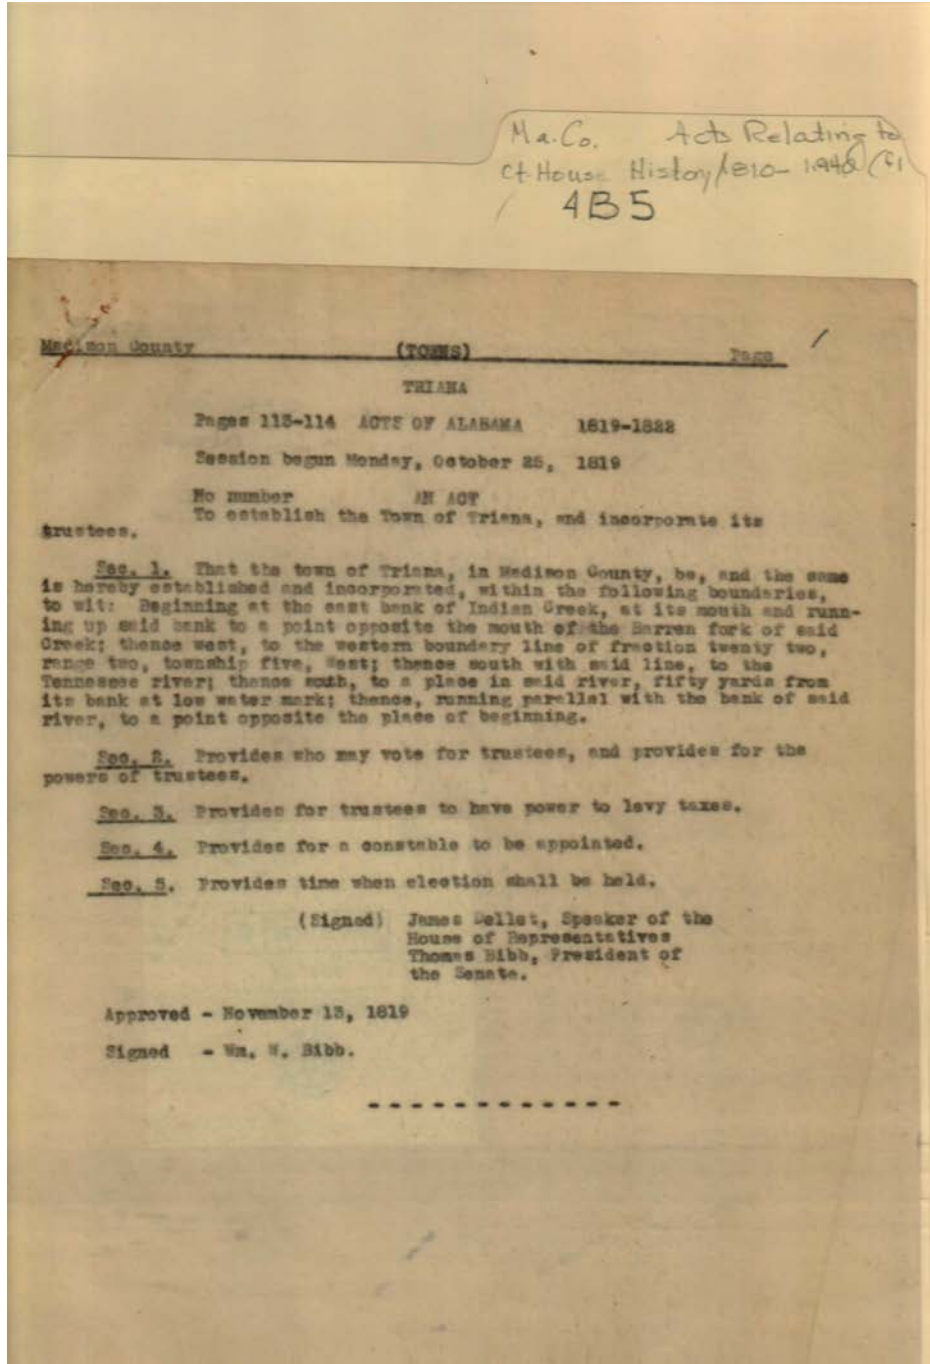 Ma. Co. Acts Relating to
Ct House History 1810- 1940
4B5
Madison County (TOWNS) Page 1
TRIANA
Pages 113-114 ACTS OF ALABAMA 1819-1822
Session begun Monday, October 25, 1819
No number AN ACT
To establish the Town of Triana, and incorporate its
trustees.
Sec. 1. That the town of Triana, in Madison County, be, and the same
is hereby established and incorporated, within the following boundaries,
to wit: Beginning at the east bank of Indian Creek, at its mouth and runn-
ing up said bank to a point opposite the mouth of the Barren fork of said
Creek; thence west, to the western boundary line of fraction twenty two,
range two, township five, West; thence south with said line, to the
Tennessee river; thence south, to a place in said river, fifty yards from
its bank at low water mark; thence, running parallel with the bank of said
river, to a point opposite the place of beginning.
Sec. 2. Provides who may vote for trustees, and provides for the
powers of trustees.
Sec. 3. Provides for trustees to have power to levy taxes.
Sec. 4. Provides for a constable to be appointed.
Sec. 5. Provides time when election shall be held.
(Signed) James Dellet, Speaker of the
House of Representatives
Thomas Bibb, President of
the Senate.
Approved - November 13, 1819
Signed - Wm. W. Bibb.